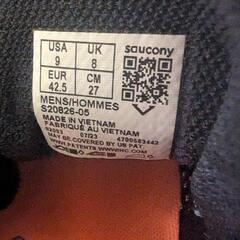 USA UK saucony
9 8
EUR CM
42.5 27
MENS/HOMMES
S20826-05
MADE IN VIETNAM
FABRIQUÉ AU VIETNAM
07/23
MAY BE COVERED BY US PAT.